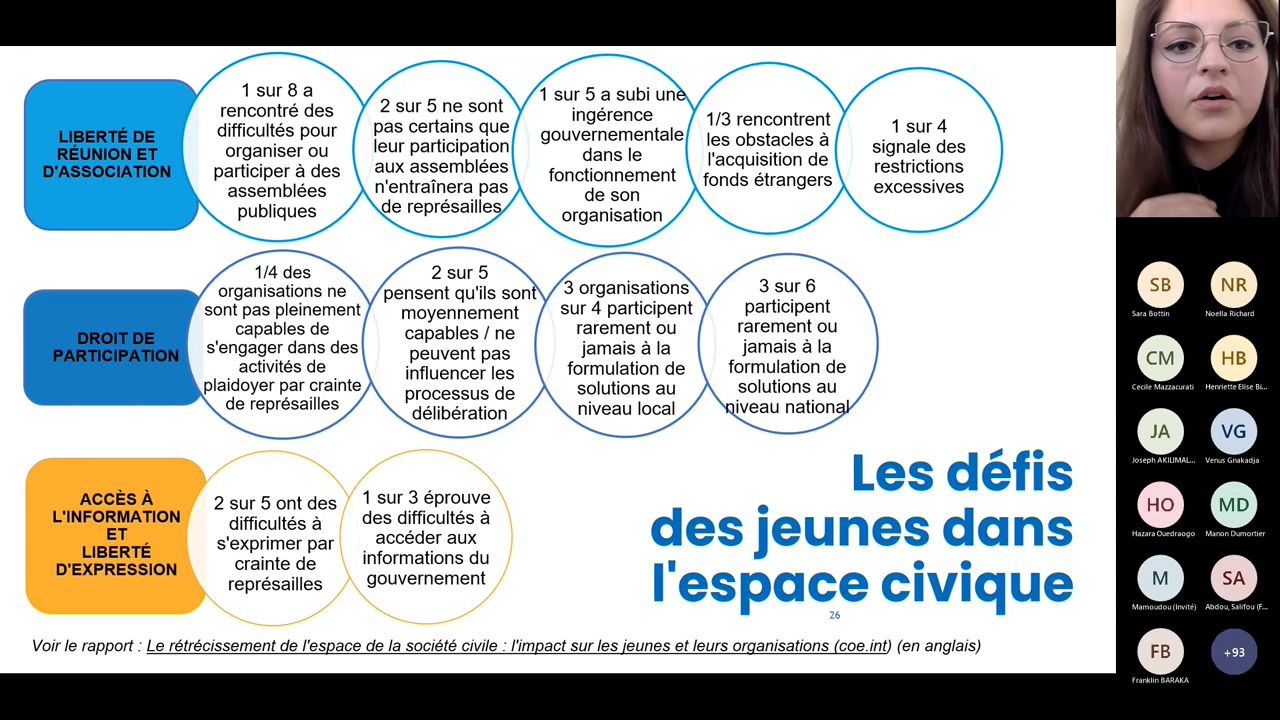 LIBERTÉ DE
RÉUNION ET
D'ASSOCIATION
1 sur 8 a
rencontré des
difficultés pour
organiser ou
participer à des
assemblées
publiques
2 sur 5 ne sont
pas certains que
leur participation
aux assemblées
n'entraînera pas
de représailles
1 sur 5 a subi une
ingérence
gouvernementale
dans le
fonctionnement
de son
organisation
1/3 rencontrent
les obstacles à
l'acquisition de
fonds étrangers
1 sur 4
signale des
restrictions
excessives
DROIT DE
PARTICIPATION
1/4 des
organisations ne
sont pas pleinement
capables de
s'engager dans des
activités de
plaidoyer par crainte
de représailles
2 sur 5
pensent qu'ils sont
moyennement
capables / ne
peuvent pas
influencer les
processus de
délibération
3 organisations
sur 4 participent
rarement ou
jamais à la
formulation de
solutions au
niveau local
3 sur 6
participent
rarement ou
jamais à la
formulation de
solutions au
niveau national
ACCÈS À
L'INFORMATION
ET
LIBERTÉ
D'EXPRESSION
2 sur 5 ont des
difficultés à
s'exprimer par
crainte de
représailles
1 sur 3 éprouve
des difficultés à
accéder aux
informations du
gouvernement
Les défis
des jeunes dans
l'espace civique
26
Voir le rapport : Le rétrécissement de l'espace de la société civile : l'impact sur les jeunes et leurs organisations (coe.int) (en anglais)
SB
Sara Bottin
NR
Noella Richard
CM
Cecile Mazzacurati
HB
Henriette Elise Bi...
JA
Joseph AKILIMAL...
VG
Venus Gnakadja
HO
Hazara Ouedraogo
MD
Manon Dumortier
M
Mamoudou (Invité)
SA
Abdou, Salifou (F...
FB
Franklin BARAKA
+93